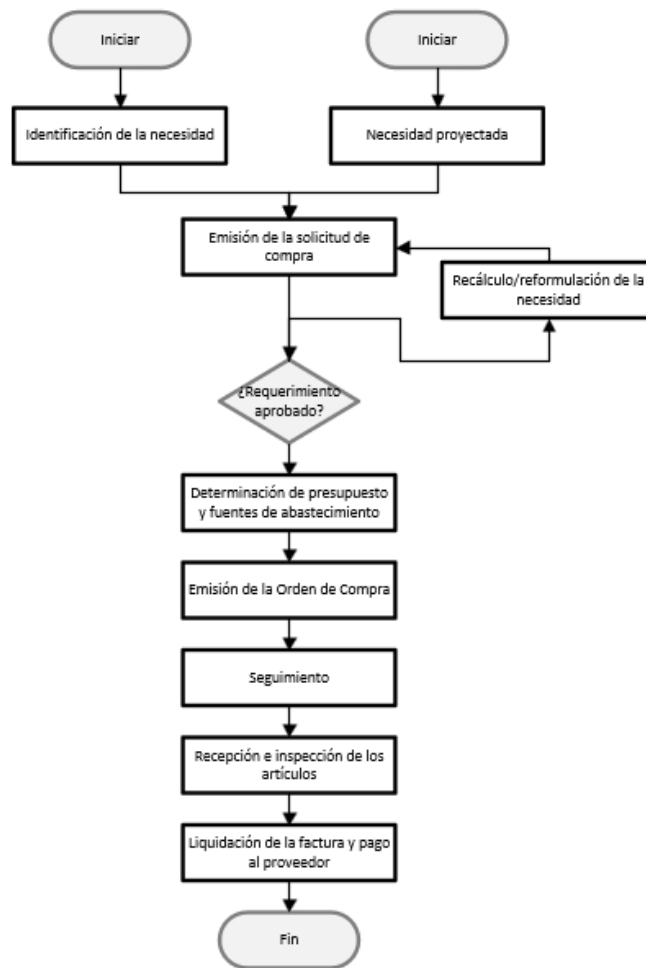 Iniciar
Iniciar
Identificación de la necesidad
Necesidad proyectada
Emisión de la solicitud de
compra
Recálculo/reformulación de la
necesidad
¿Requerimiento
aprobado?
Determinación de presupuesto
y fuentes de abastecimiento
Emisión de la Orden de Compra
Seguimiento
Recepción e inspección de los
artículos
Liquidación de la factura y pago
al proveedor
Fin